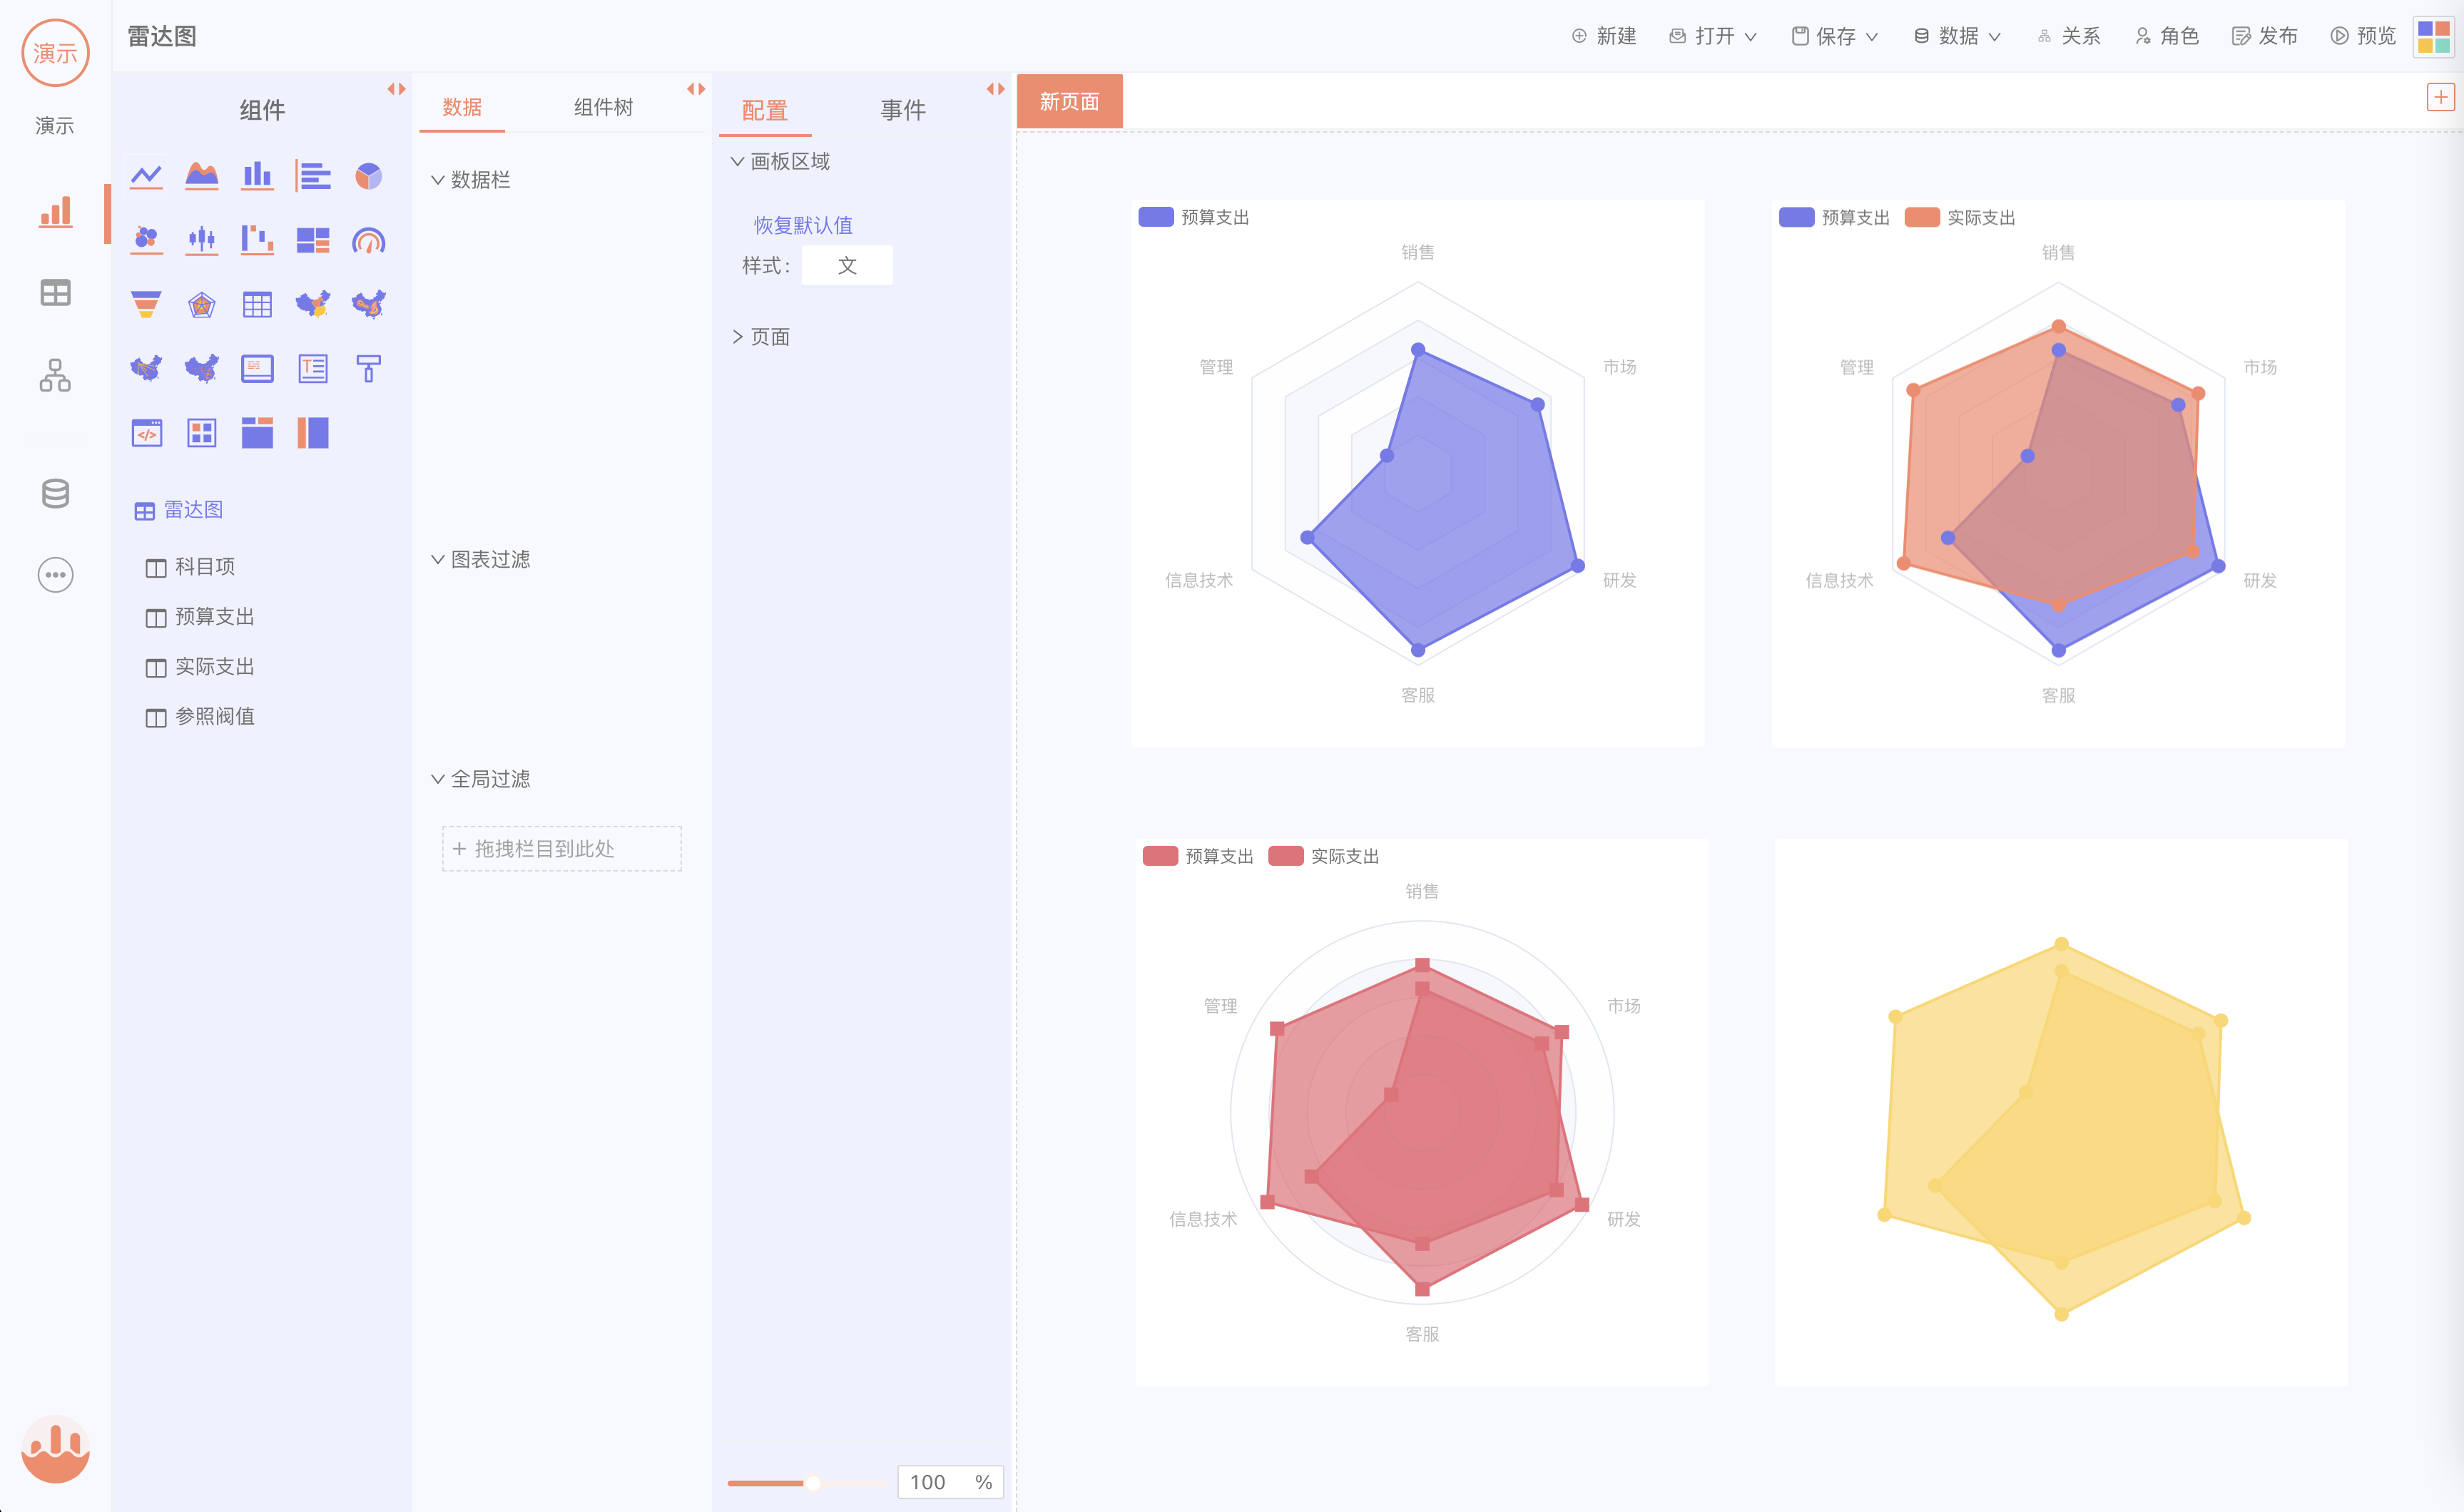 演示
演示
雷达图
新建 打开 保存 数据 关系 角色 发布 预览
组件
雷达图
科目项
预算支出
实际支出
参照阀值
数据 组件树
数据栏
图表过滤
全局过滤
+ 拖拽栏目到此处
配置 事件
画板区域
恢复默认值
样式: 文
页面
100 %
新页面
预算支出
销售
市场
研发
客服
信息技术
管理
预算支出 实际支出
销售
市场
研发
客服
信息技术
管理
预算支出 实际支出
销售
市场
研发
客服
信息技术
管理